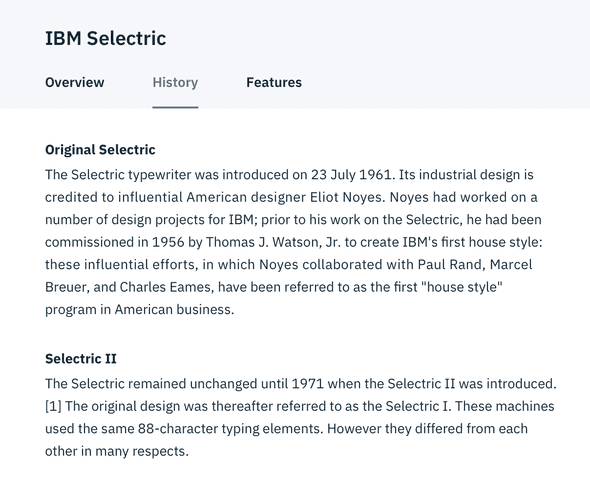 IBM Selectric
Overview History Features
Original Selectric
The Selectric typewriter was introduced on 23 July 1961. Its industrial design is
credited to influential American designer Eliot Noyes. Noyes had worked on a
number of design projects for IBM; prior to his work on the Selectric, he had been
commissioned in 1956 by Thomas J. Watson, Jr. to create IBM's first house style:
these influential efforts, in which Noyes collaborated with Paul Rand, Marcel
Breuer, and Charles Eames, have been referred to as the first "house style"
program in American business.
Selectric II
The Selectric remained unchanged until 1971 when the Selectric II was introduced.
[1] The original design was thereafter referred to as the Selectric I. These machines
used the same 88-character typing elements. However they differed from each
other in many respects.